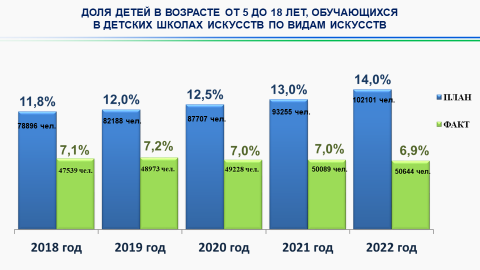 ДОЛЯ ДЕТЕЙ В ВОЗРАСТЕ ОТ 5 ДО 18 ЛЕТ, ОБУЧАЮЩИХСЯ
В ДЕТСКИХ ШКОЛАХ ИСКУССТВ ПО ВИДАМ ИСКУССТВ
11,8%
78896 чел.
7,1%
47539 чел.
12,0%
82188 чел.
7,2%
48973 чел.
12,5%
87707 чел.
7,0%
49228 чел.
13,0%
93255 чел.
7,0%
50089 чел.
14,0%
102101 чел.
6,9%
50644 чел.
ПЛАН
ФАКТ
2018 год
2019 год
2020 год
2021 год
2022 год